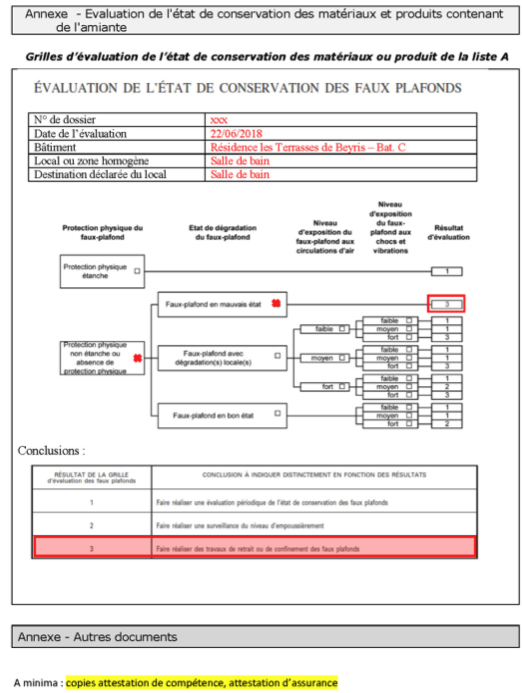 Annexe - Evaluation de l'état de conservation des matériaux et produits contenant
de l'amiante
Grilles d'évaluation de l'état de conservation des matériaux ou produit de la liste A
ÉVALUATION DE L'ÉTAT DE CONSERVATION DES FAUX PLAFONDS
N° de dossier xxx
Date de l'évaluation 22/06/2018
Bâtiment Résidence les Terrasses de Beyris – Bat. C
Local ou zone homogène Salle de bain
Destination déclarée du local Salle de bain
Protection physique du
faux-plafond
Etat de dégradation
du faux-plafond
Niveau
d'exposition du
faux-plafond aux
circulations d'air
Niveau
d'exposition
du faux-
plafond aux
chocs et
vibrations
Résultat
d'évaluation
Protection physique
étanche
1
Faux-plafond en mauvais état
3
Protection physique
non étanche ou
absence de
protection physique
Faux-plafond avec
dégradation(s) locale(s)
faible
faible 1
moyen 1
fort 3
moyen
faible 1
moyen 1
fort 3
fort
faible 1
moyen 2
fort 3
Faux-plafond en bon état
faible 1
moyen 1
fort 2
Conclusions :
RÉSULTAT DE LA GRILLE
d'évaluation des faux plafonds
CONCLUSION À INDIQUER DISTINCTEMENT EN FONCTION DES RÉSULTATS
1 Faire réaliser une évaluation périodique de l'état de conservation des faux plafonds
2 Faire réaliser une surveillance du niveau d'empoussièrement
3 Faire réaliser des travaux de retrait ou de confinement des faux plafonds
Annexe - Autres documents
A minima : copies attestation de compétence, attestation d'assurance